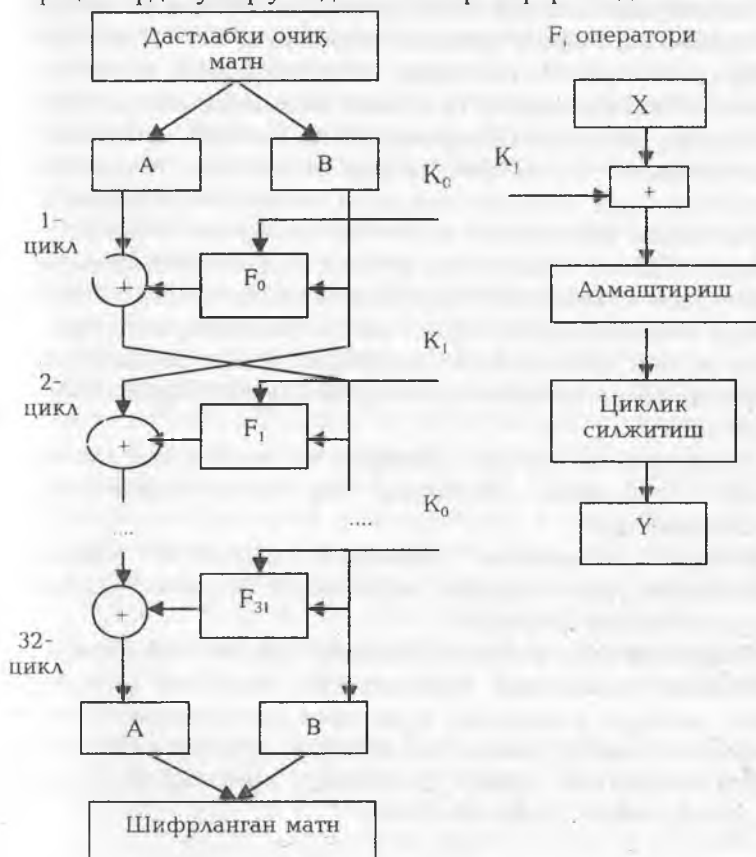 Дастлабки очиқ
матн
А
В
K₀
1-
цикл
+
F₀
K₁
2-
цикл
+
F₁
K₀
....
.....
+
F₃₁
32-
цикл
А
В
Шифрланган матн
оператори
X
K₁
+
Алмаштириш
Циклик
силжитиш
Y